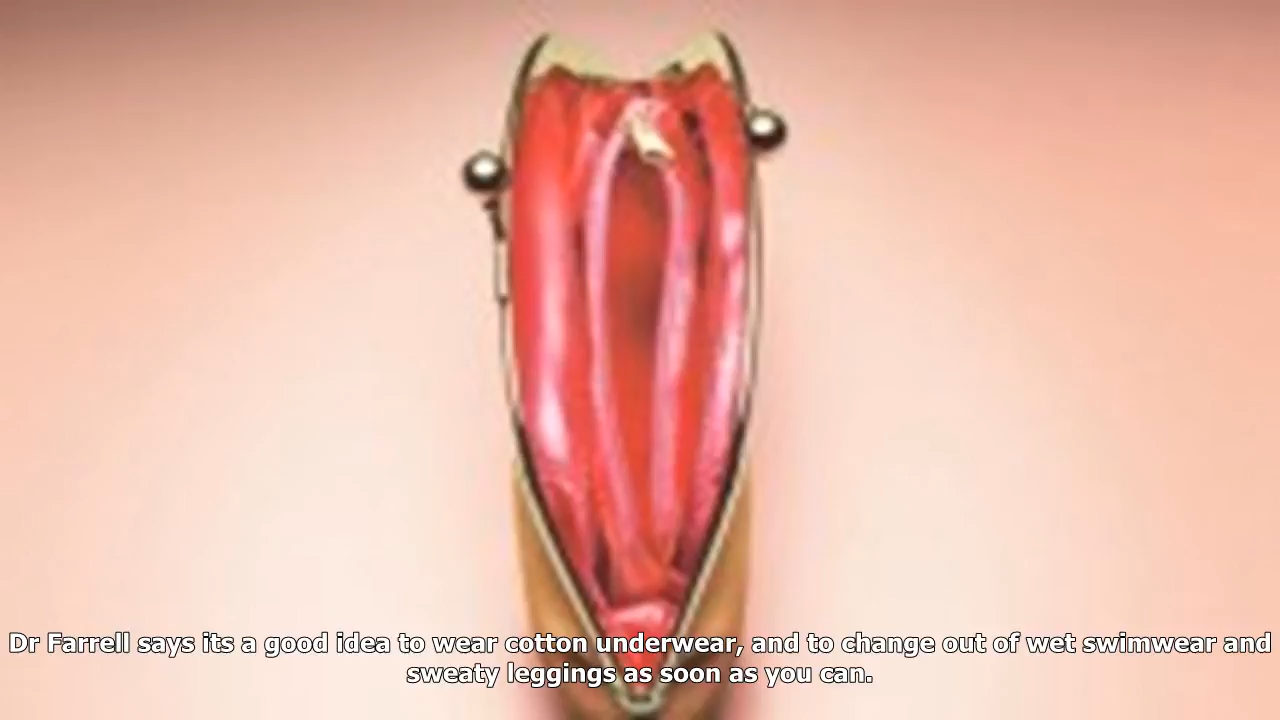 Dr Farrell says its a good idea to wear cotton underwear, and to change out of wet swimwear and
sweaty leggings as soon as you can.